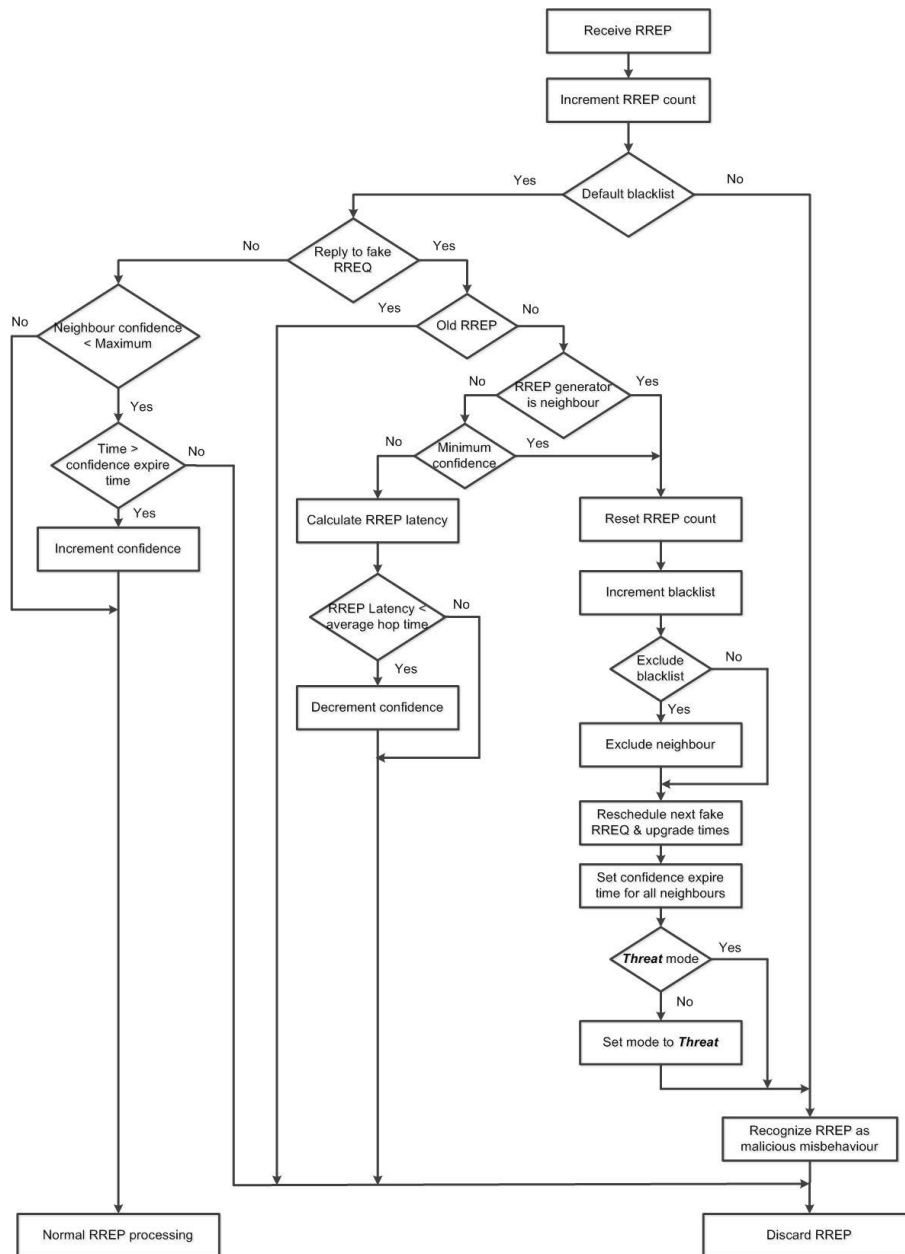 Receive RREP
Increment RREP count
Yes
No
Default blacklist
No
Reply to fake
RREQ
Yes
No
Neighbour confidence
< Maximum
Yes
Old RREP
No
No
RREP generator
is neighbour
Yes
Yes
No
Minimum
confidence
Yes
Time >
confidence expire
time
No
Yes
Calculate RREP latency
Reset RREP count
Increment confidence
Increment blacklist
RREP Latency <
average hop time
No
Exclude
blacklist
No
Yes
Yes
Decrement confidence
Exclude neighbour
Reschedule next fake
RREQ & upgrade times
Set confidence expire
time for all neighbours
Threat mode
Yes
No
Set mode to Threat
Recognize RREP as
malicious misbehaviour
Normal RREP processing
Discard RREP